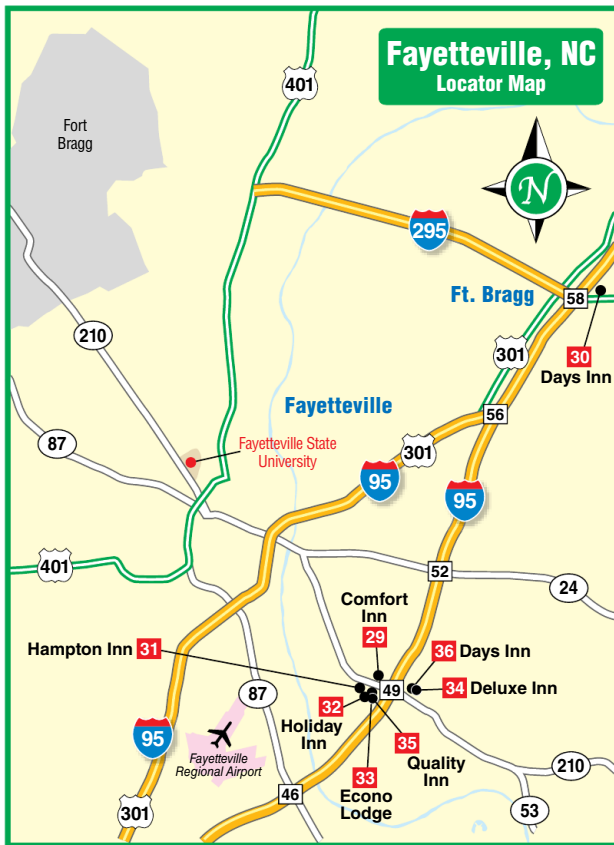 Fayetteville, NC
Locator Map
401
Fort
Bragg
N
295
Ft. Bragg
58
210
301
30
Days Inn
Fayetteville
56
87
Fayetteville State
University
301
95
95
401
52
24
Comfort
Inn
29
Hampton Inn 31
36 Days Inn
49
34 Deluxe Inn
87
32
Holiday
Inn
35
Quality
Inn
95
Fayetteville
Regional Airport
33
Econo
Lodge
210
46
301
53